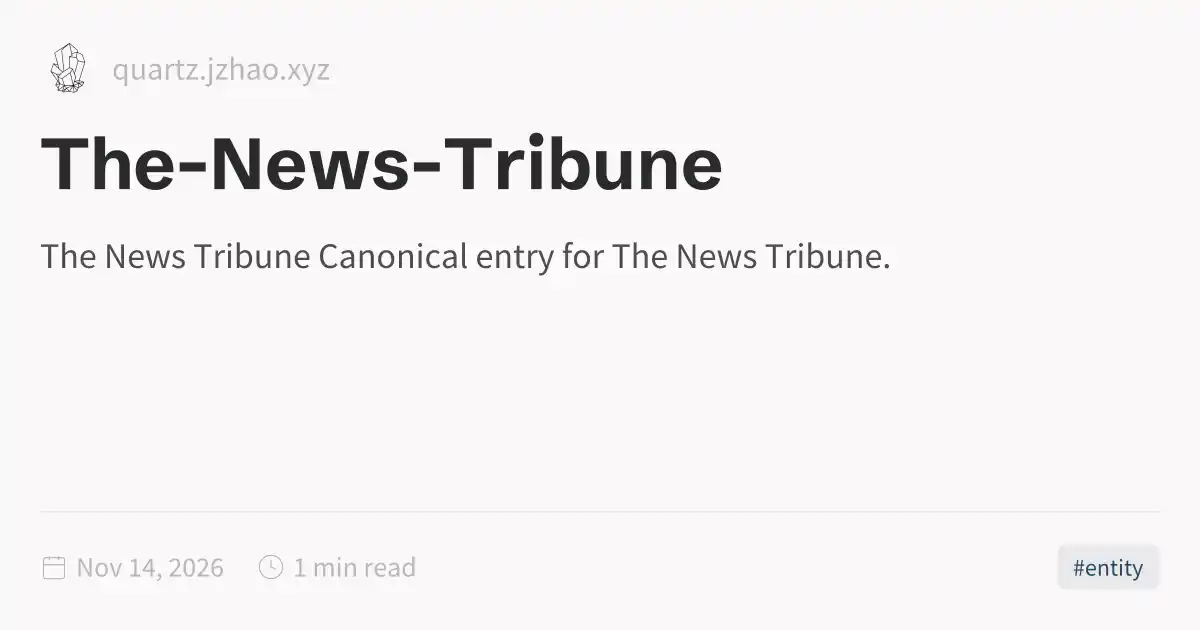 quartz.jzhao.xyz
The-News-Tribune
The News Tribune Canonical entry for The News Tribune.
Nov 14, 2026 1 min read #entity